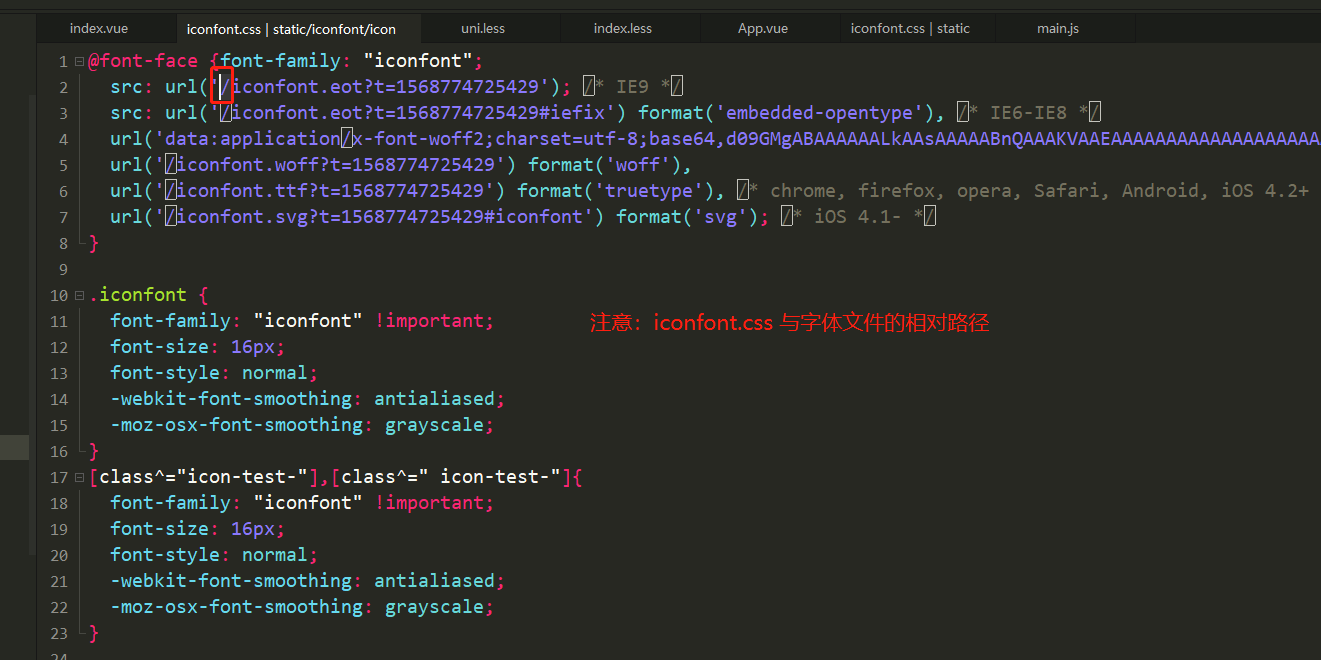 index.vue
iconfont.css | static/iconfont/icon
uni.less
index.less
App.vue
iconfont.css | static
main.js
1 @font-face {font-family: "iconfont";
2 src: url('/iconfont.eot?t=1568774725429'); /* IE9 */
3 src: url('/iconfont.eot?t=1568774725429#iefix') format('embedded-opentype'), /* IE6-IE8 */
4 url('data:application/x-font-woff2;charset=utf-8;base64,d09GMgABAAAAAALkAAsAAAAABnQAAAKVAAEAAAAAAAAAAAAAAAAAAA
5 url('/iconfont.woff?t=1568774725429') format('woff'),
6 url('/iconfont.ttf?t=1568774725429') format('truetype'), /* chrome, firefox, opera, Safari, Android, iOS 4.2+
7 url('/iconfont.svg?t=1568774725429#iconfont') format('svg'); /* iOS 4.1- */
8 }
9
10 .iconfont {
11 font-family: "iconfont" !important;
注意：iconfont.css 与字体文件的相对路径
12 font-size: 16px;
13 font-style: normal;
14 -webkit-font-smoothing: antialiased;
15 -moz-osx-font-smoothing: grayscale;
16 }
17 [class^="icon-test-"],[class^=" icon-test-"]{
18 font-family: "iconfont" !important;
19 font-size: 16px;
20 font-style: normal;
21 -webkit-font-smoothing: antialiased;
22 -moz-osx-font-smoothing: grayscale;
23 }
24